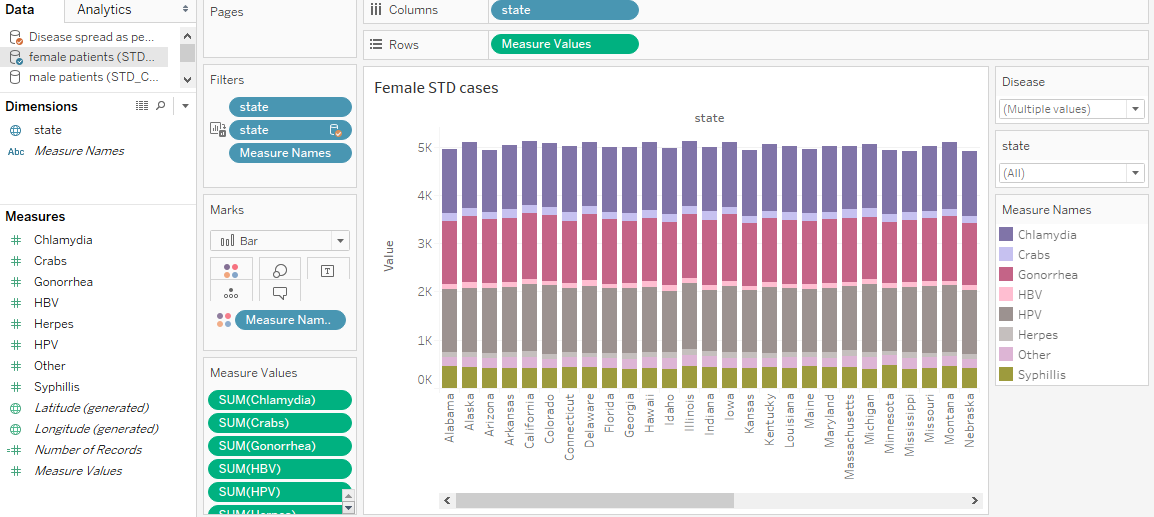 Data
Analytics
Disease spread as pe...
female patients (STD...
male patients (STD_C...
Dimensions
state
Abc Measure Names
Measures
Chlamydia
Crabs
Gonorrhea
HBV
Herpes
HPV
Other
Syphillis
Latitude (generated)
Longitude (generated)
Number of Records
Measure Values
Pages
Filters
state
state
Measure Names
Marks
Bar
T
Measure Nam..
Measure Values
SUM(Chlamydia)
SUM(Crabs)
SUM(Gonorrhea)
SUM(HBV)
SUM(HPV)
SUM(Herpes)
Columns
state
Rows
Measure Values
Female STD cases
state
Value
5K
4K
3K
2K
1K
0K
Alabama
Alaska
Arizona
Arkansas
California
Colorado
Connecticut
Delaware
Florida
Georgia
Hawaii
Idaho
Illinois
Indiana
Iowa
Kansas
Kentucky
Louisiana
Maine
Maryland
Massachusetts
Michigan
Minnesota
Mississippi
Missouri
Montana
Nebraska
Disease
(Multiple values)
state
(All)
Measure Names
Chlamydia
Crabs
Gonorrhea
HBV
HPV
Herpes
Other
Syphillis